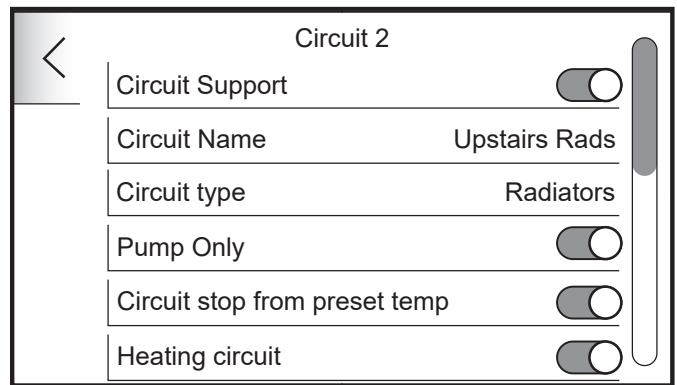 Circuit 2
Circuit Support
Circuit Name Upstairs Rads
Circuit type Radiators
Pump Only
Circuit stop from preset temp
Heating circuit